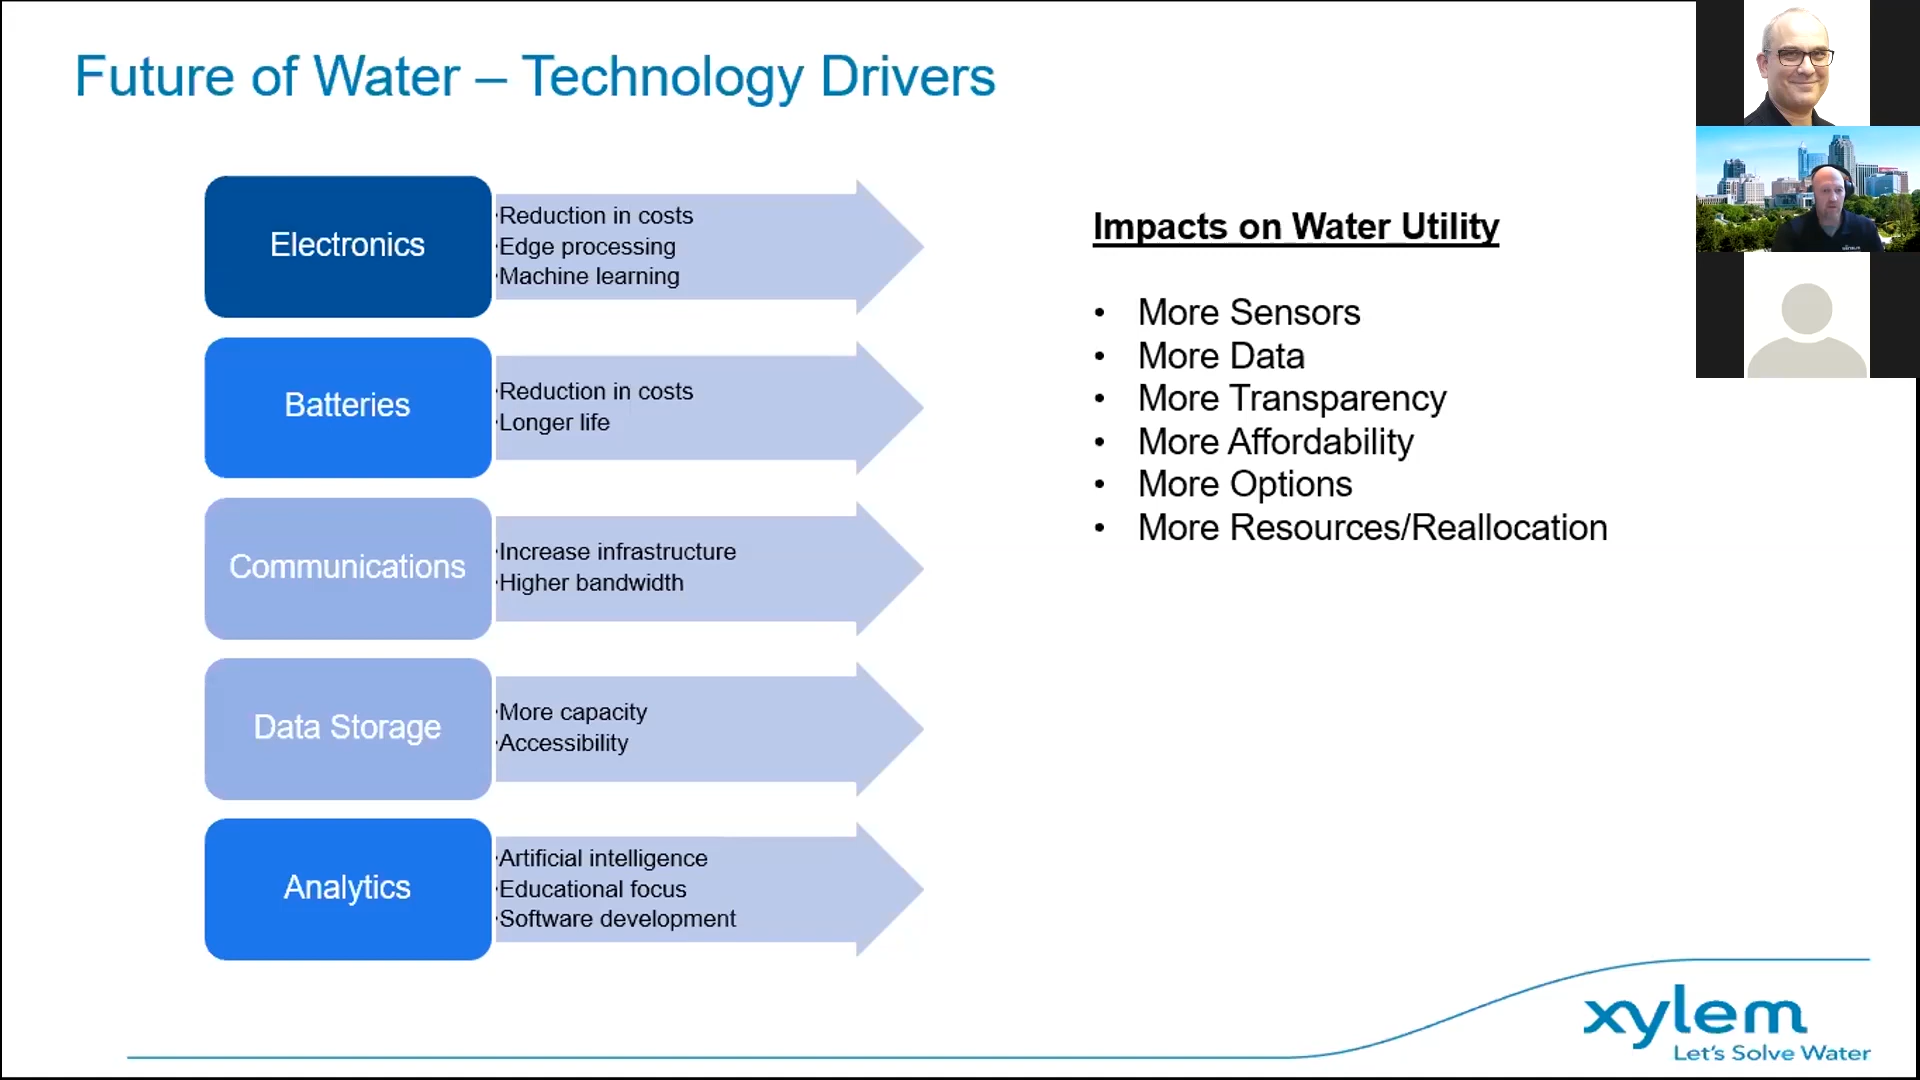 Future of Water – Technology Drivers
Electronics
•Reduction in costs
•Edge processing
•Machine learning
Batteries
•Reduction in costs
•Longer life
Communications
•Increase infrastructure
•Higher bandwidth
Data Storage
•More capacity
•Accessibility
Analytics
•Artificial intelligence
•Educational focus
•Software development
Impacts on Water Utility
• More Sensors
• More Data
• More Transparency
• More Affordability
• More Options
• More Resources/Reallocation
xylem
Let's Solve Water